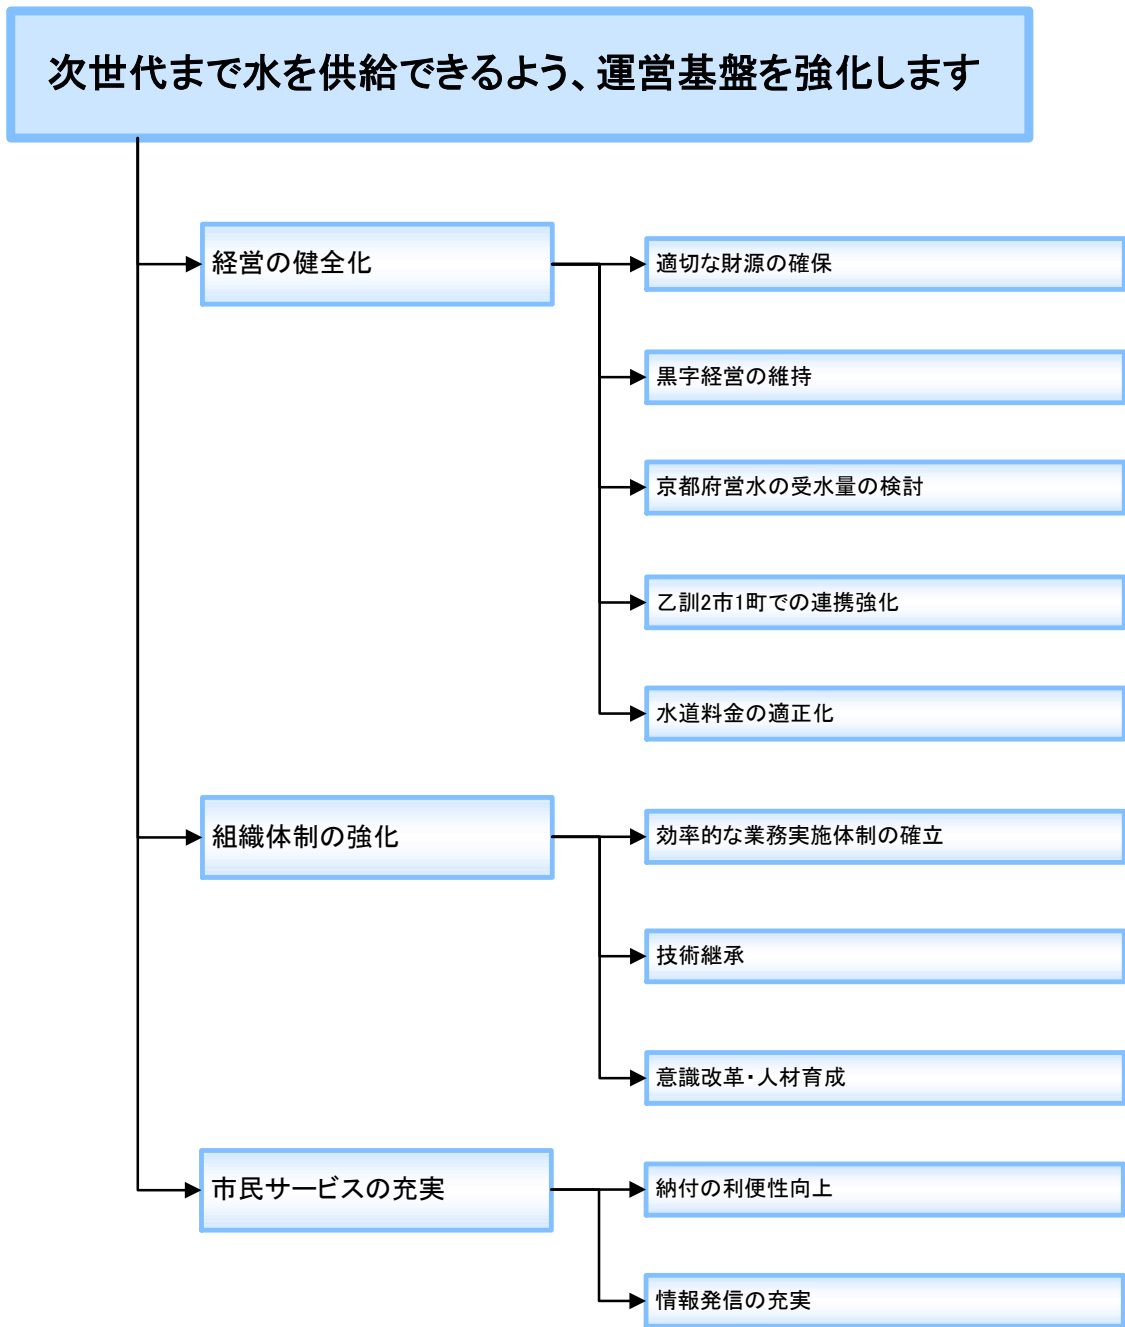 次世代まで水を供給できるよう、運営基盤を強化します
経営の健全化
適切な財源の確保
黒字経営の維持
京都府営水の受水量の検討
乙訓2市1町での連携強化
水道料金の適正化
組織体制の強化
効率的な業務実施体制の確立
技術継承
意識改革・人材育成
市民サービスの充実
納付の利便性向上
情報発信の充実